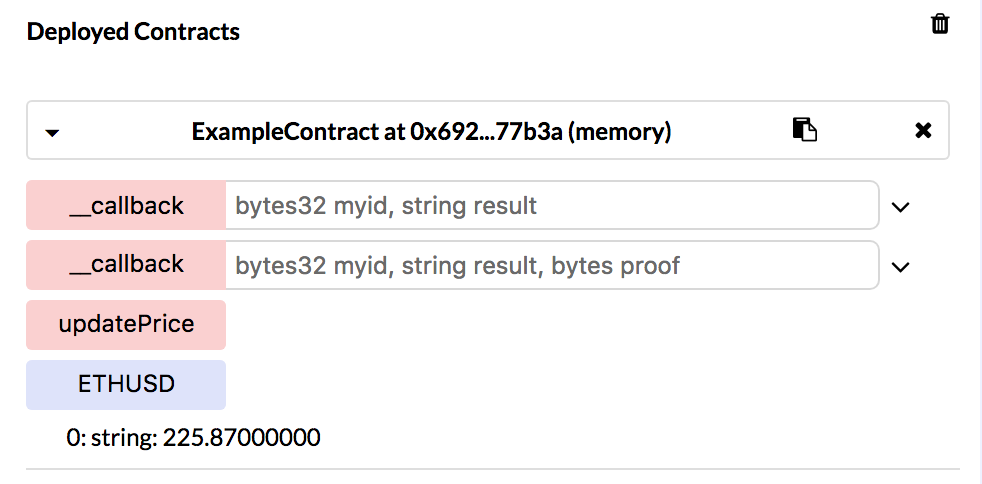 Deployed Contracts
ExampleContract at 0x692...77b3a (memory)
__callback bytes32 myid, string result
__callback bytes32 myid, string result, bytes proof
updatePrice
ETHUSD
0: string: 225.87000000